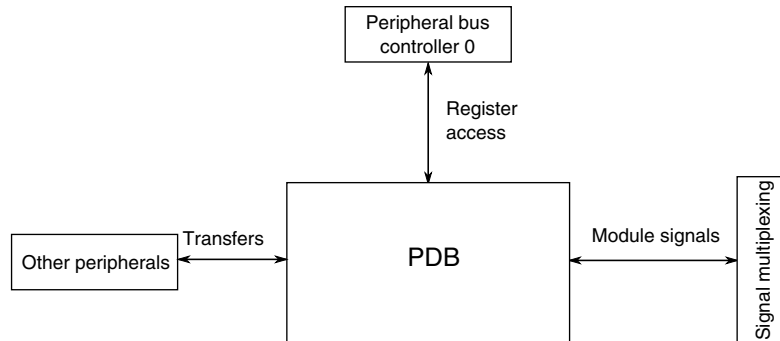 Peripheral bus
controller 0
Register
access
Transfers
Other peripherals
PDB
Module signals
Signal multiplexing